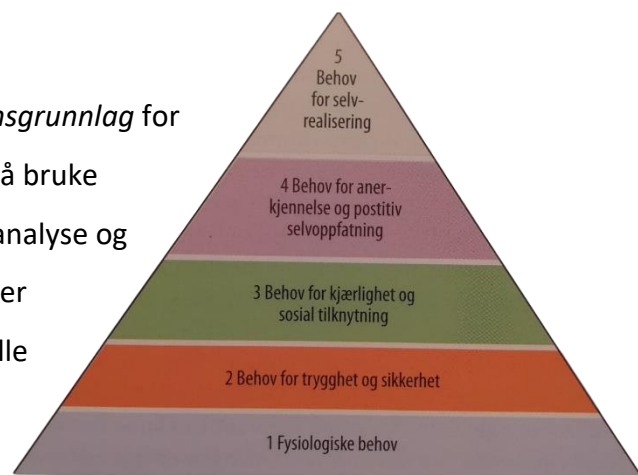 nsgrunnlag for
å bruke
analyse og
er
lle
5
Behov
for selv-
realisering
4 Behov for aner-
kjennelse og postitiv
selvoppfatning
3 Behov for kjærlighet og
sosial tilknytning
2 Behov for trygghet og sikkerhet
1 Fysiologiske behov